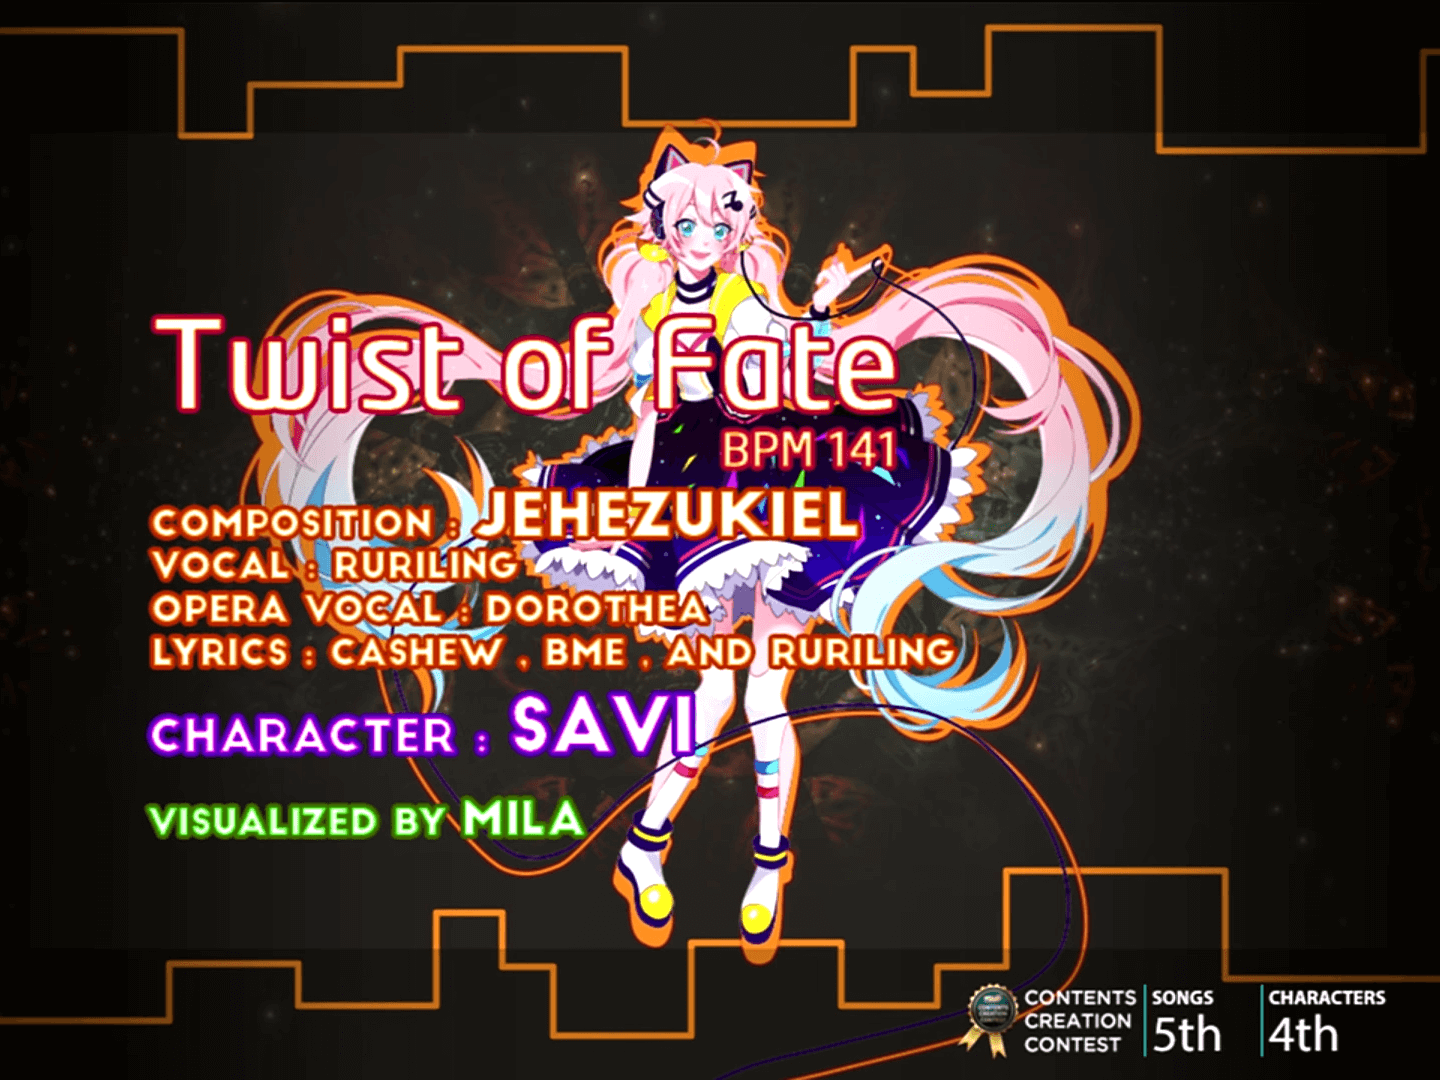 Twist of Fate
BPM 141
COMPOSITION : JEHEZUKIEL
VOCAL : RURILING
OPERA VOCAL : DOROTHEA
LYRICS : CASHEW , BME , AND RURILING
CHARACTER : SAVI
VISUALIZED BY MILA
CONTENTS
CREATION
CONTEST
SONGS
5th
CHARACTERS
4th